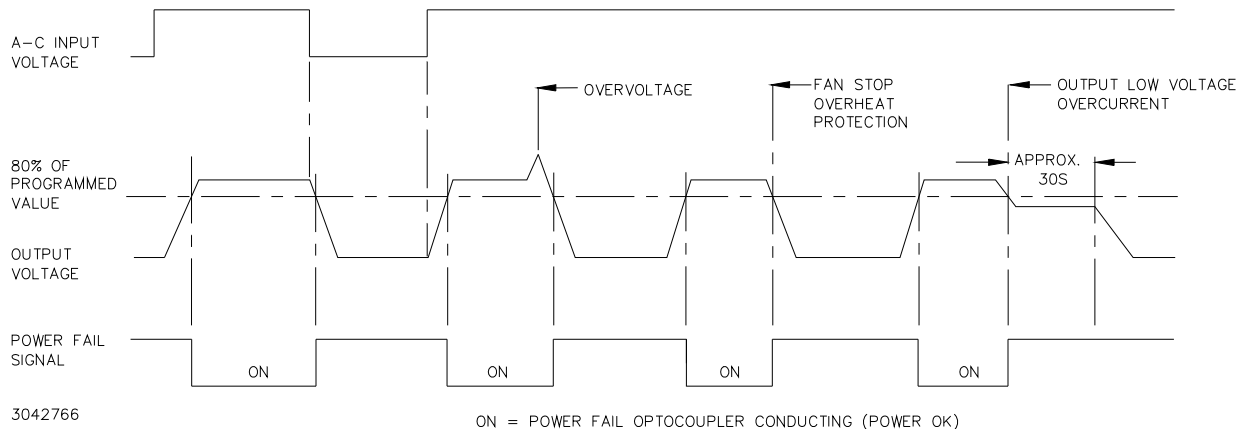 A-C INPUT
VOLTAGE
OVERVOLTAGE
FAN STOP
OVERHEAT
PROTECTION
OUTPUT LOW VOLTAGE
OVERCURRENT
80% OF
PROGRAMMED
VALUE
APPROX.
30S
OUTPUT
VOLTAGE
POWER FAIL
SIGNAL
ON
ON
ON
ON
3042766
ON = POWER FAIL OPTOCOUPLER CONDUCTING (POWER OK)